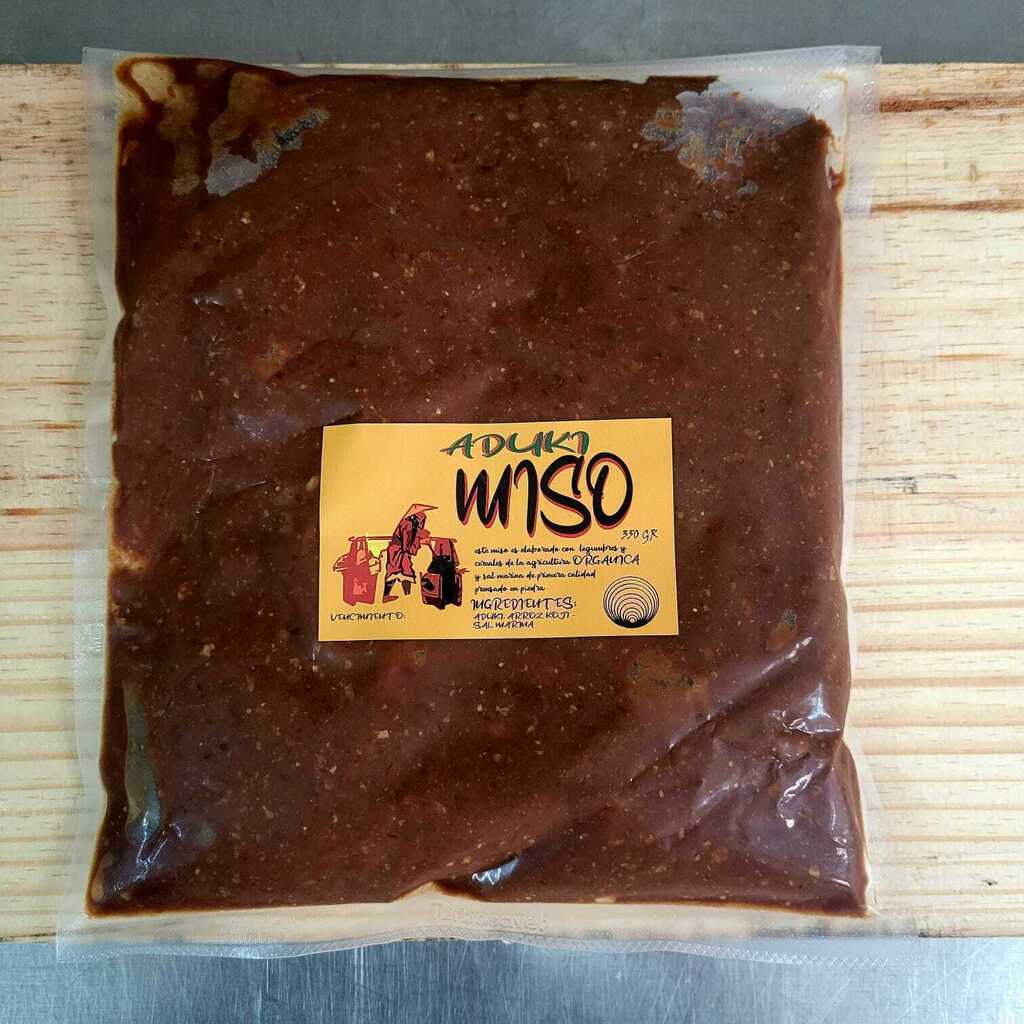 ADUKI
MISO
350 GR
este miso es elaborado con legumbres y
cereales de la agricultura ORGANICA
y sal marina de primera calidad
prensado en piedra
INGREDIENTES:
ADUKI. ARROZ KOJI -
SAL MARINA
VENCIMIENTO: